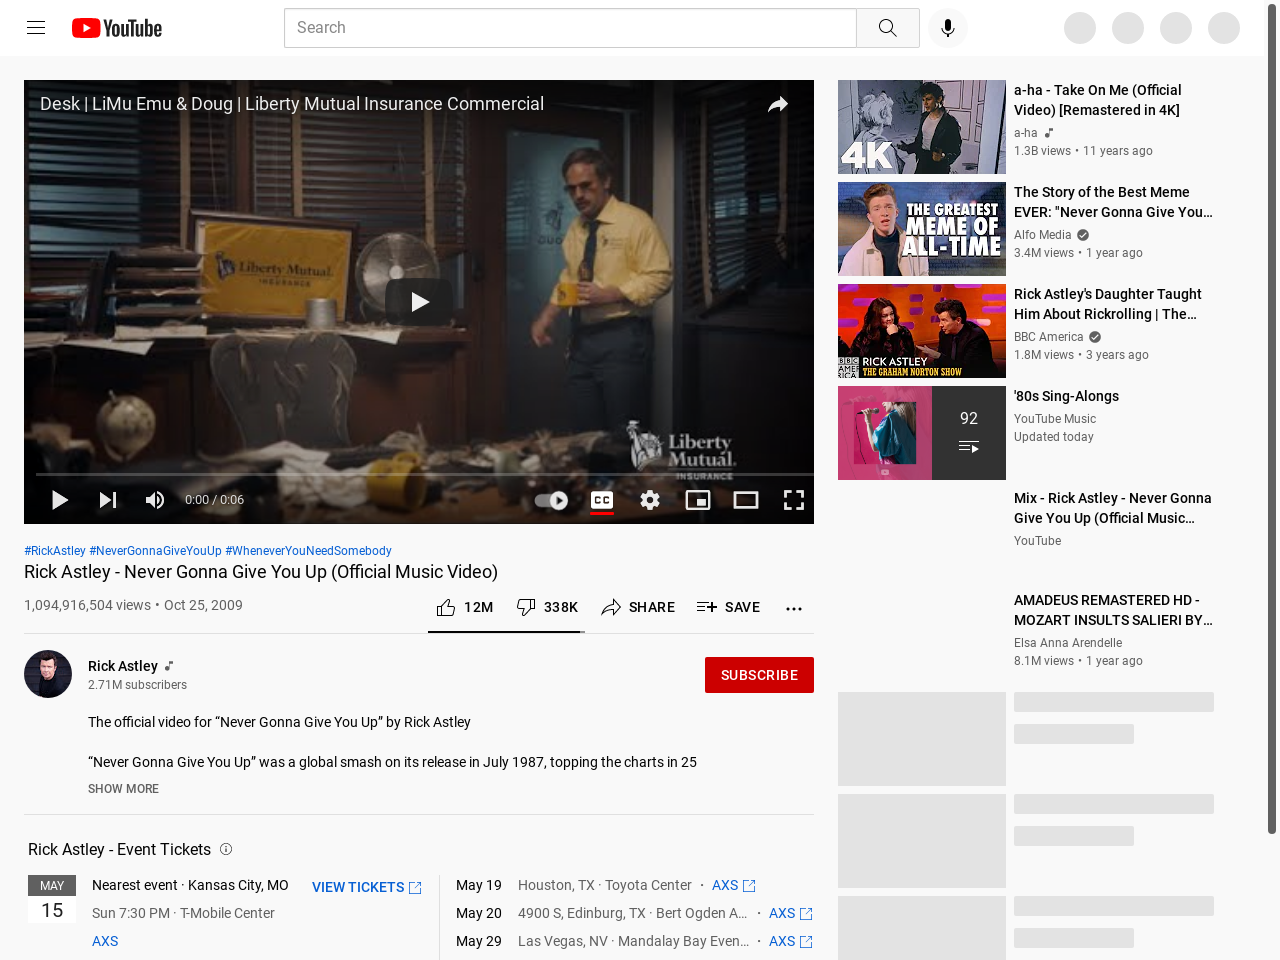 YouTube
Search
Desk | LiMu Emu & Doug | Liberty Mutual Insurance Commercial
Liberty Mutual
INSURANCE
Liberty
Mutual.
INSURANCE
0:00 / 0:06
CC
#RickAstley #NeverGonnaGiveYouUp #WheneverYouNeedSomebody
Rick Astley - Never Gonna Give You Up (Official Music Video)
1,094,916,504 views • Oct 25, 2009
12M
338K
SHARE
SAVE
Rick Astley
2.71M subscribers
SUBSCRIBE
The official video for “Never Gonna Give You Up” by Rick Astley
“Never Gonna Give You Up” was a global smash on its release in July 1987, topping the charts in 25
SHOW MORE
Rick Astley - Event Tickets
MAY
15
Nearest event · Kansas City, MO
VIEW TICKETS
Sun 7:30 PM · T-Mobile Center
AXS
May 19 Houston, TX · Toyota Center · AXS
May 20 4900 S, Edinburg, TX · Bert Ogden A... · AXS
May 29 Las Vegas, NV · Mandalay Bay Even... · AXS
4K
a-ha - Take On Me (Official
Video) [Remastered in 4K]
a-ha
1.3B views • 11 years ago
THE GREATEST
MEME OF
ALL-TIME
The Story of the Best Meme
EVER: "Never Gonna Give You...
Alfo Media
3.4M views • 1 year ago
BBC
AMERICA
RICK ASTLEY
THE GRAHAM NORTON SHOW
Rick Astley's Daughter Taught
Him About Rickrolling | The...
BBC America
1.8M views • 3 years ago
92
'80s Sing-Alongs
YouTube Music
Updated today
Mix - Rick Astley - Never Gonna
Give You Up (Official Music...
YouTube
AMADEUS REMASTERED HD -
MOZART INSULTS SALIERI BY...
Elsa Anna Arendelle
8.1M views • 1 year ago